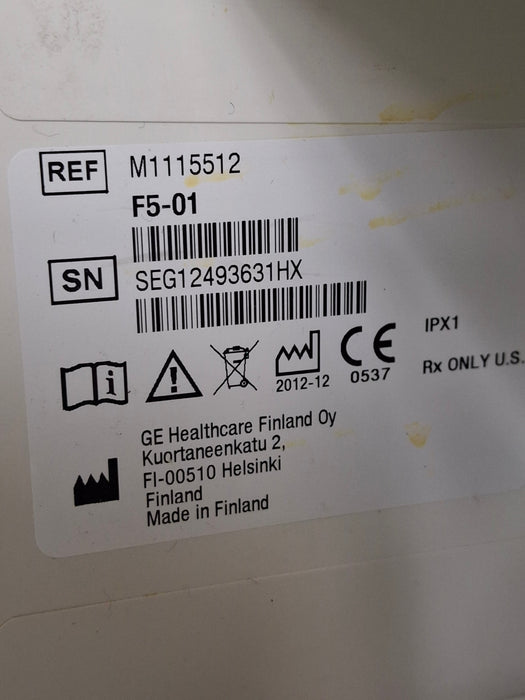 REF M1115512
F5-01
SN SEG12493631HX
2012-12
CE 0537
IPX1
Rx ONLY U.S.
GE Healthcare Finland Oy
Kuortaneenkatu 2,
FI-00510 Helsinki
Finland
Made in Finland